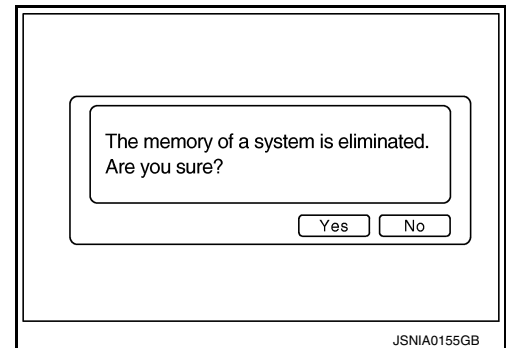 The memory of a system is eliminated.
Are you sure?
Yes No
JSNIA0155GB